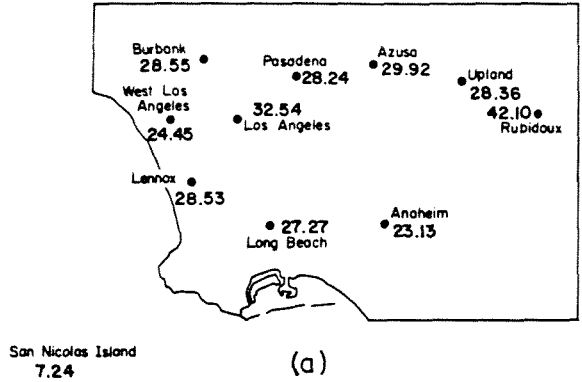 Burbank
28.55
Pasadena
28.24
Azusa
29.92
Upland
28.36
West Los
Angeles
24.45
32.54
Los Angeles
42.10
Rubidoux
Lennox
28.53
27.27
Long Beach
Anaheim
23.13
San Nicolas Island
7.24
(a)